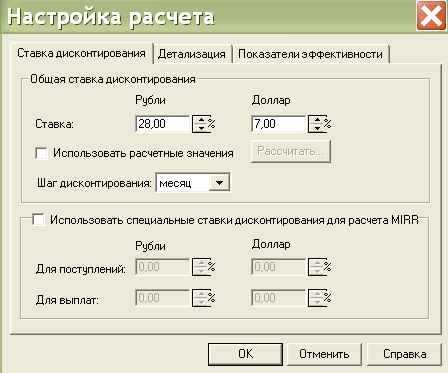 Настройка расчета
Ставка дисконтирования Детализация Показатели эффективности
Общая ставка дисконтирования
Рубли Доллар
Ставка: 28,00 % 7,00 %
Использовать расчетные значения Рассчитать...
Шаг дисконтирования: месяц
Использовать специальные ставки дисконтирования для расчета MIRR
Рубли Доллар
Для поступлений: 0,00 % 0,00 %
Для выплат: 0,00 % 0,00 %
OK Отменить Справка